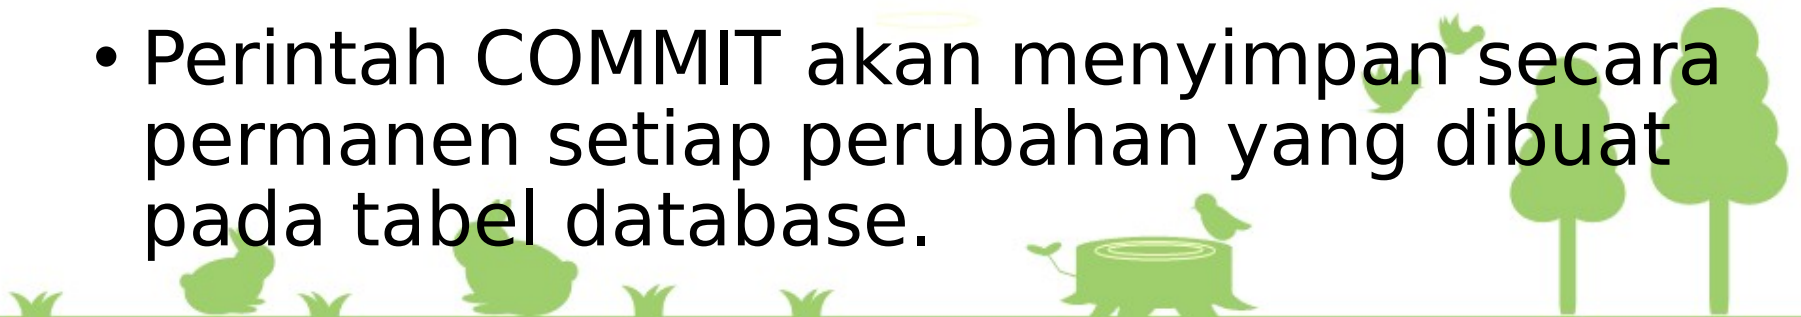 • Perintah COMMIT akan menyimpan secara
permanen setiap perubahan yang dibuat
pada tabel database.